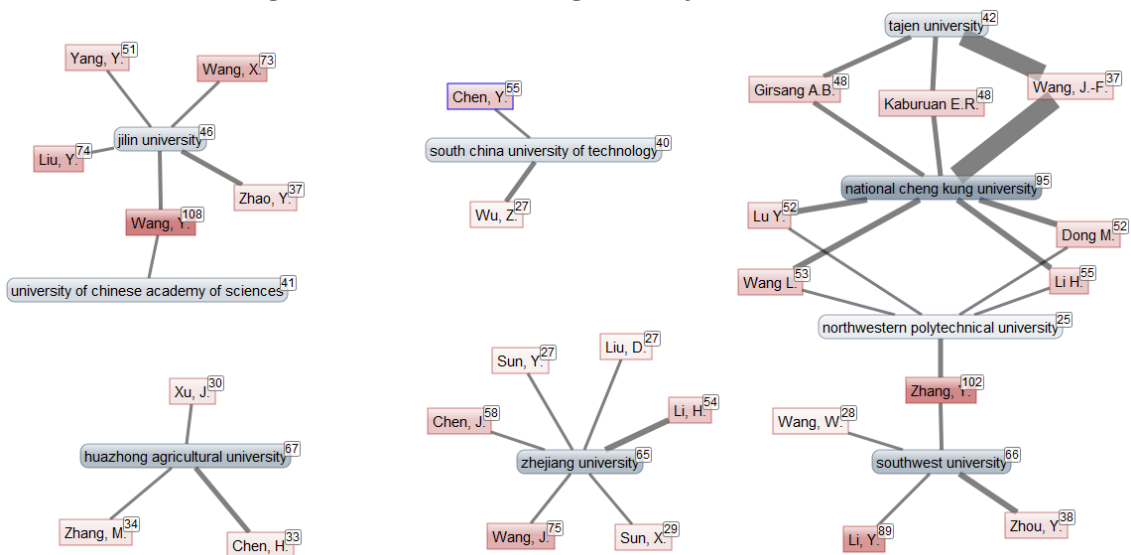 tajen university 42
Yang, Y. 51
Wang, X. 73
Girsang A.B. 48
Kaburuan E.R. 48
Wang, J.-F. 37
Chen, Y. 55
jilin university 46
Liu, Y. 74
south china university of technology 40
Zhao, Y. 37
national cheng kung university 95
Wang, Y. 108
Wu, Z. 27
Lu Y. 52
Dong M. 52
university of chinese academy of sciences 41
Wang L. 53
Li H. 55
northwestern polytechnical university 25
Sun, Y. 27
Liu, D. 27
Xu, J. 30
Zhang, Y. 102
Chen, J. 58
Li, H. 54
Wang, W. 28
huazhong agricultural university 67
zhejiang university 65
southwest university 66
Zhang, M. 34
Chen, H. 33
Wang, J. 75
Sun, X. 29
Li, Y. 89
Zhou, Y. 38